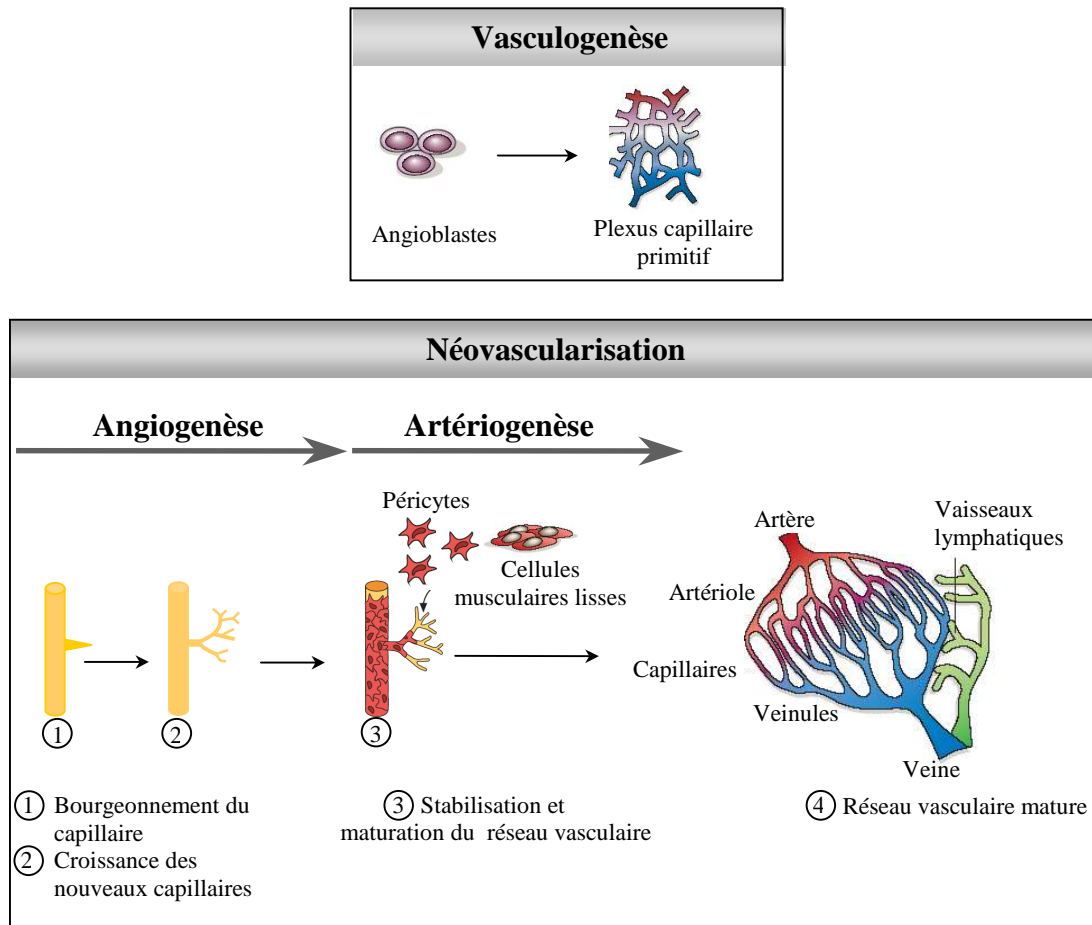 Vasculogenèse
Angioblastes
Plexus capillaire
primitif
Néovascularisation
Angiogenèse
Artériogenèse
Péricytes
Cellules
musculaires lisses
Artère
Vaisseaux
lymphatiques
Artériole
Capillaires
Veinules
Veine
1
2
3
1 Bourgeonnement du
capillaire
2 Croissance des
nouveaux capillaires
3 Stabilisation et
maturation du réseau vasculaire
4 Réseau vasculaire mature